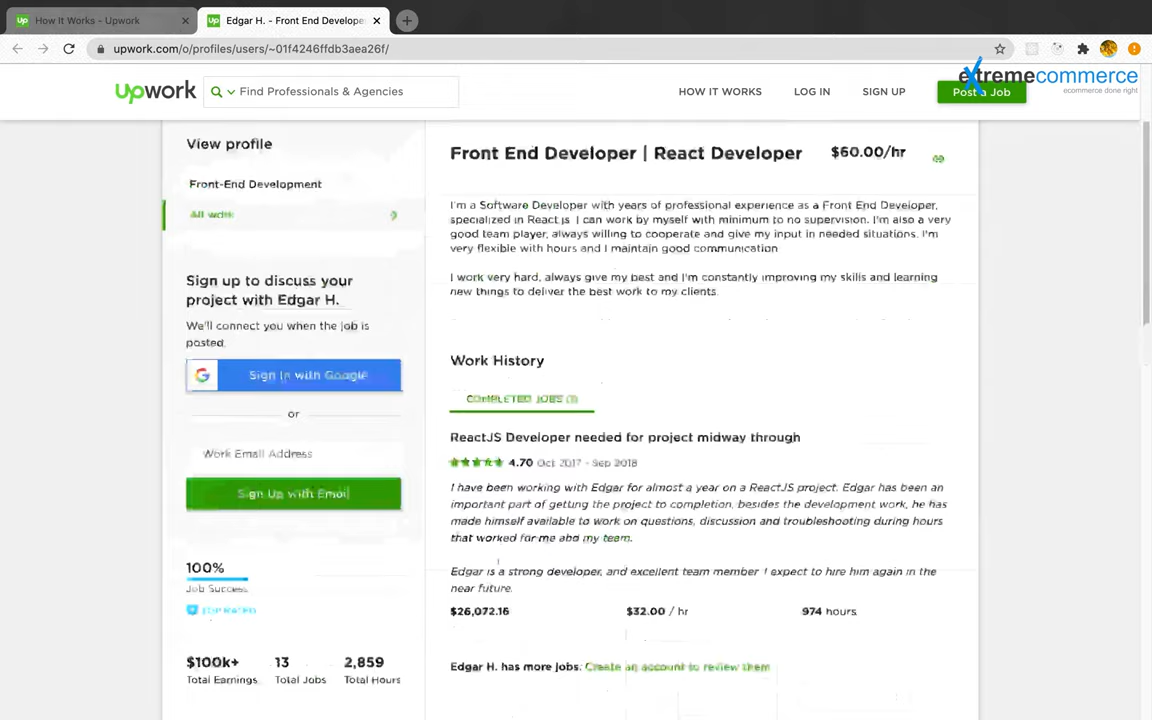 How It Works - Upwork
Edgar H. - Front End Develope
upwork.com/o/profiles/users/~01f4246ffdb3aea26f/
upwork
Find Professionals & Agencies
HOW IT WORKS
LOG IN
SIGN UP
Post a Job
extremecommerce
ecommerce done right
View profile
Front-End Development
All work
Sign up to discuss your
project with Edgar H.
We'll connect you when the job is
posted.
Sign In with Google
or
Work Email Address
Sign Up with Email
100%
Job Success
TOP RATED
$100k+
13
2,859
Total Earnings
Total Jobs
Total Hours
Front End Developer | React Developer
$60.00/hr
I'm a Software Developer with years of professional experience as a Front End Developer,
specialized in React.js. I can work by myself with minimum to no supervision. I'm also a very
good team player, always willing to cooperate and give my input in needed situations. I'm
very flexible with hours and I maintain good communication
I work very hard, always give my best and I'm constantly improving my skills and learning
new things to deliver the best work to my clients.
Work History
COMPLETED JOBS
ReactJS Developer needed for project midway through
4.70 Oct 2017 - Sep 2018
I have been working with Edgar for almost a year on a ReactJS project. Edgar has been an
important part of getting the project to completion, besides the development work, he has
made himself available to work on questions, discussion and troubleshooting during hours
that worked for me and my team.
Edgar is a strong developer, and excellent team member. I expect to hire him again in the
near future.
$26,072.16
$32.00 / hr
974 hours
Edgar H. has more jobs. Create an account to review them